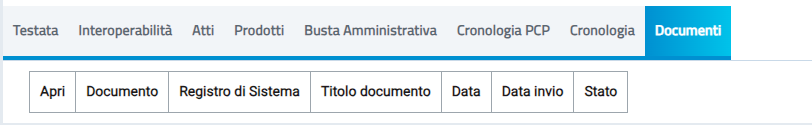 Testata Interoperabilità Atti Prodotti Busta Amministrativa Cronologia PCP Cronologia Documenti
Apri Documento Registro di Sistema Titolo documento Data Data invio Stato